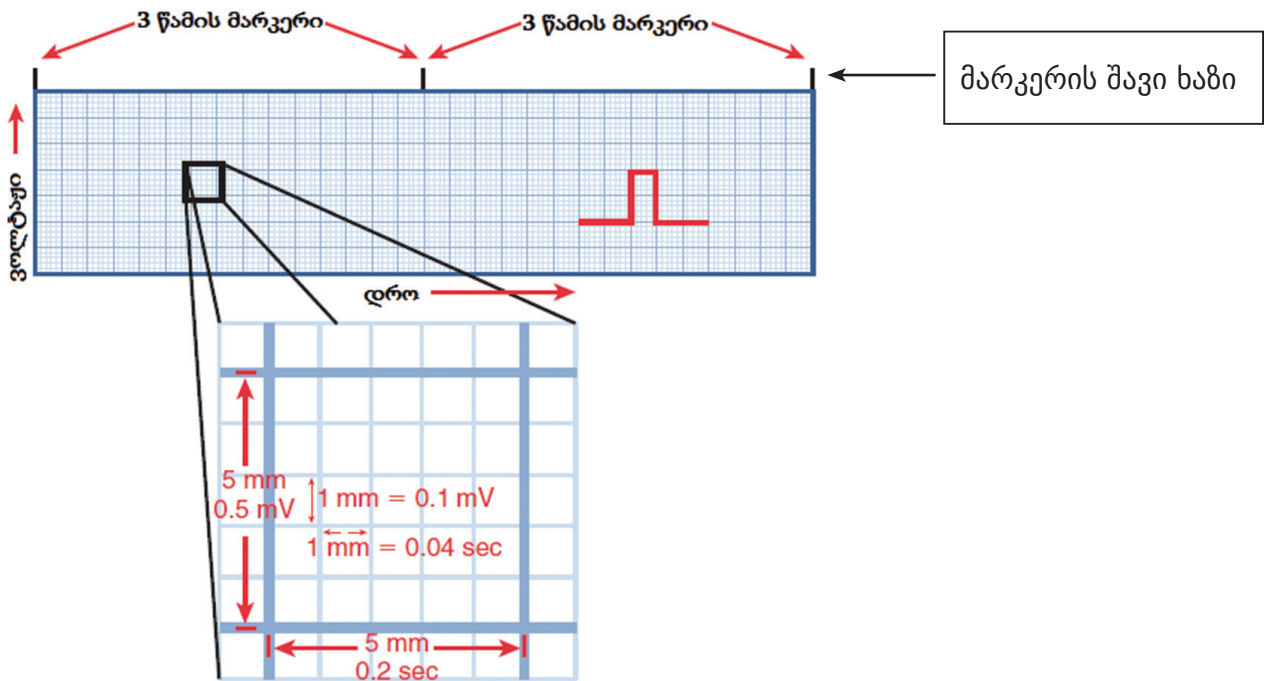 3 წამის მარკერი
3 წამის მარკერი
მარკერის შავი ხაზი
ვოლტაჟი
დრო
5 mm
0.5 mV
1 mm = 0.1 mV
1 mm = 0.04 sec
5 mm
0.2 sec